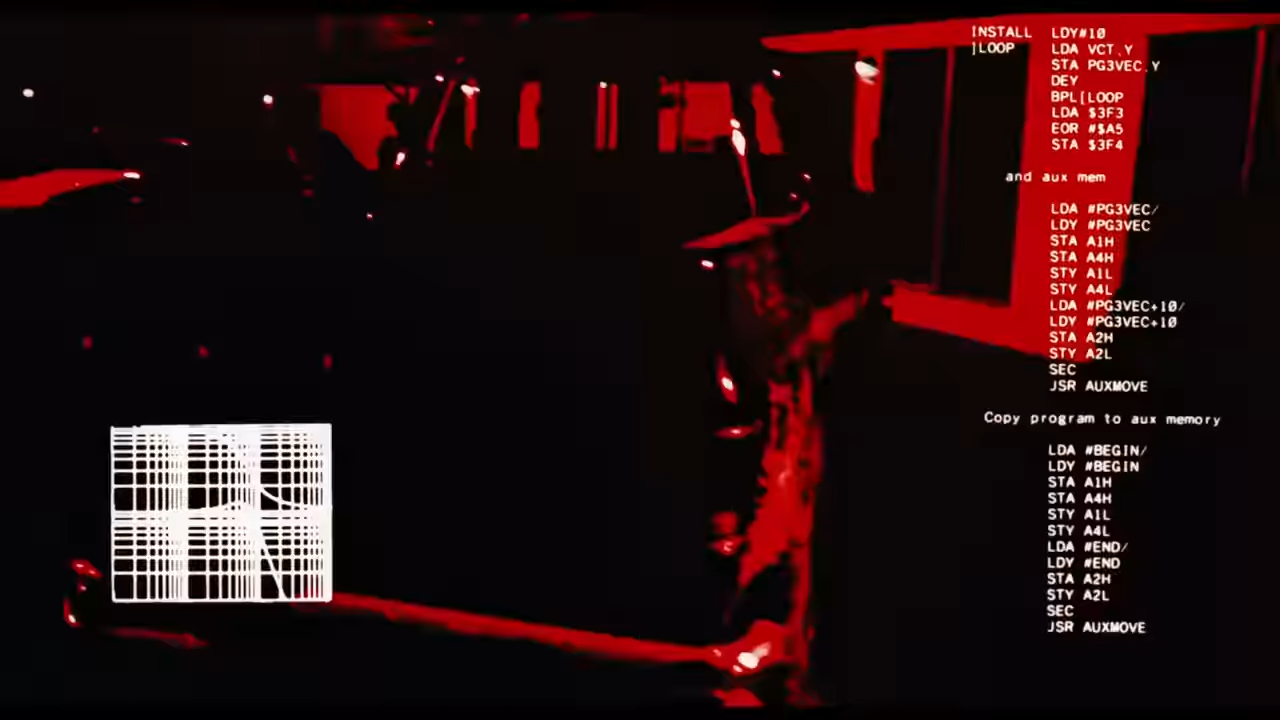 INSTALL LDY#10
]LOOP LDA VCT,Y
STA PG3VEC,Y
DEY
BPL[LOOP
LDA $3F3
EOR #$A5
STA $3F4
and aux mem
LDA #PG3VEC/
LDY #PG3VEC
STA A1H
STA A4H
STY A1L
STY A4L
LDA #PG3VEC+10/
LDY #PG3VEC+10
STA A2H
STY A2L
SEC
JSR AUXMOVE
Copy program to aux memory
LDA #BEGIN/
LDY #BEGIN
STA A1H
STA A4H
STY A1L
STY A4L
LDA #END/
LDY #END
STA A2H
STY A2L
SEC
JSR AUXMOVE